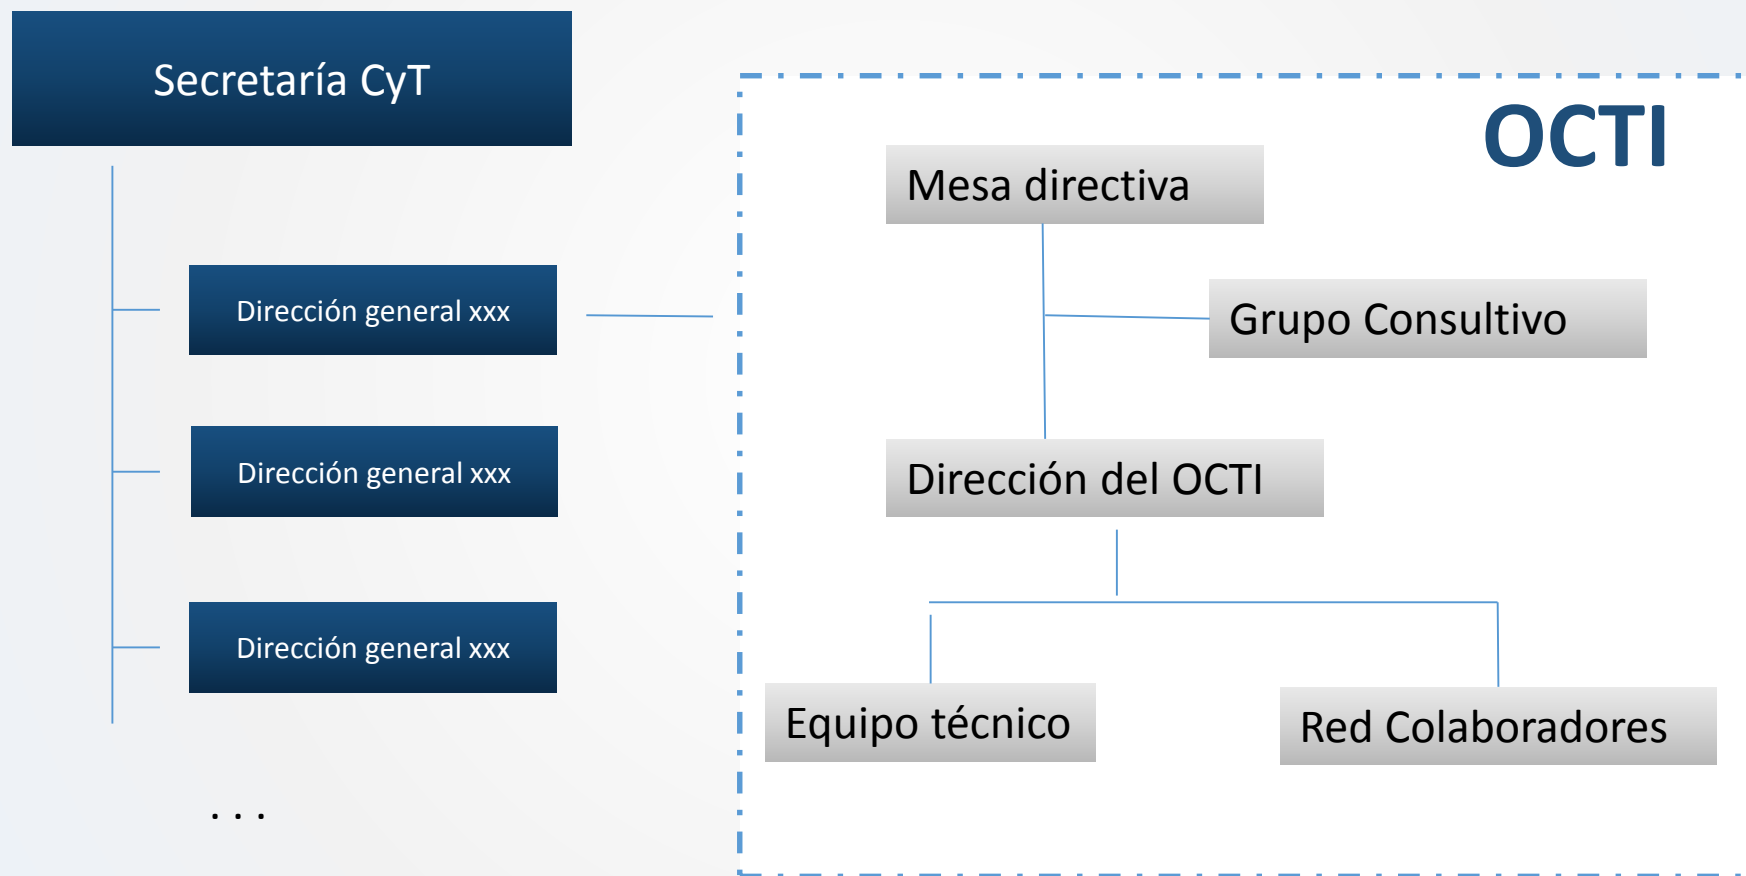 Secretaría CyT
Dirección general xxx
Dirección general xxx
Dirección general xxx
. . .
OCTI
Mesa directiva
Grupo Consultivo
Dirección del OCTI
Equipo técnico
Red Colaboradores